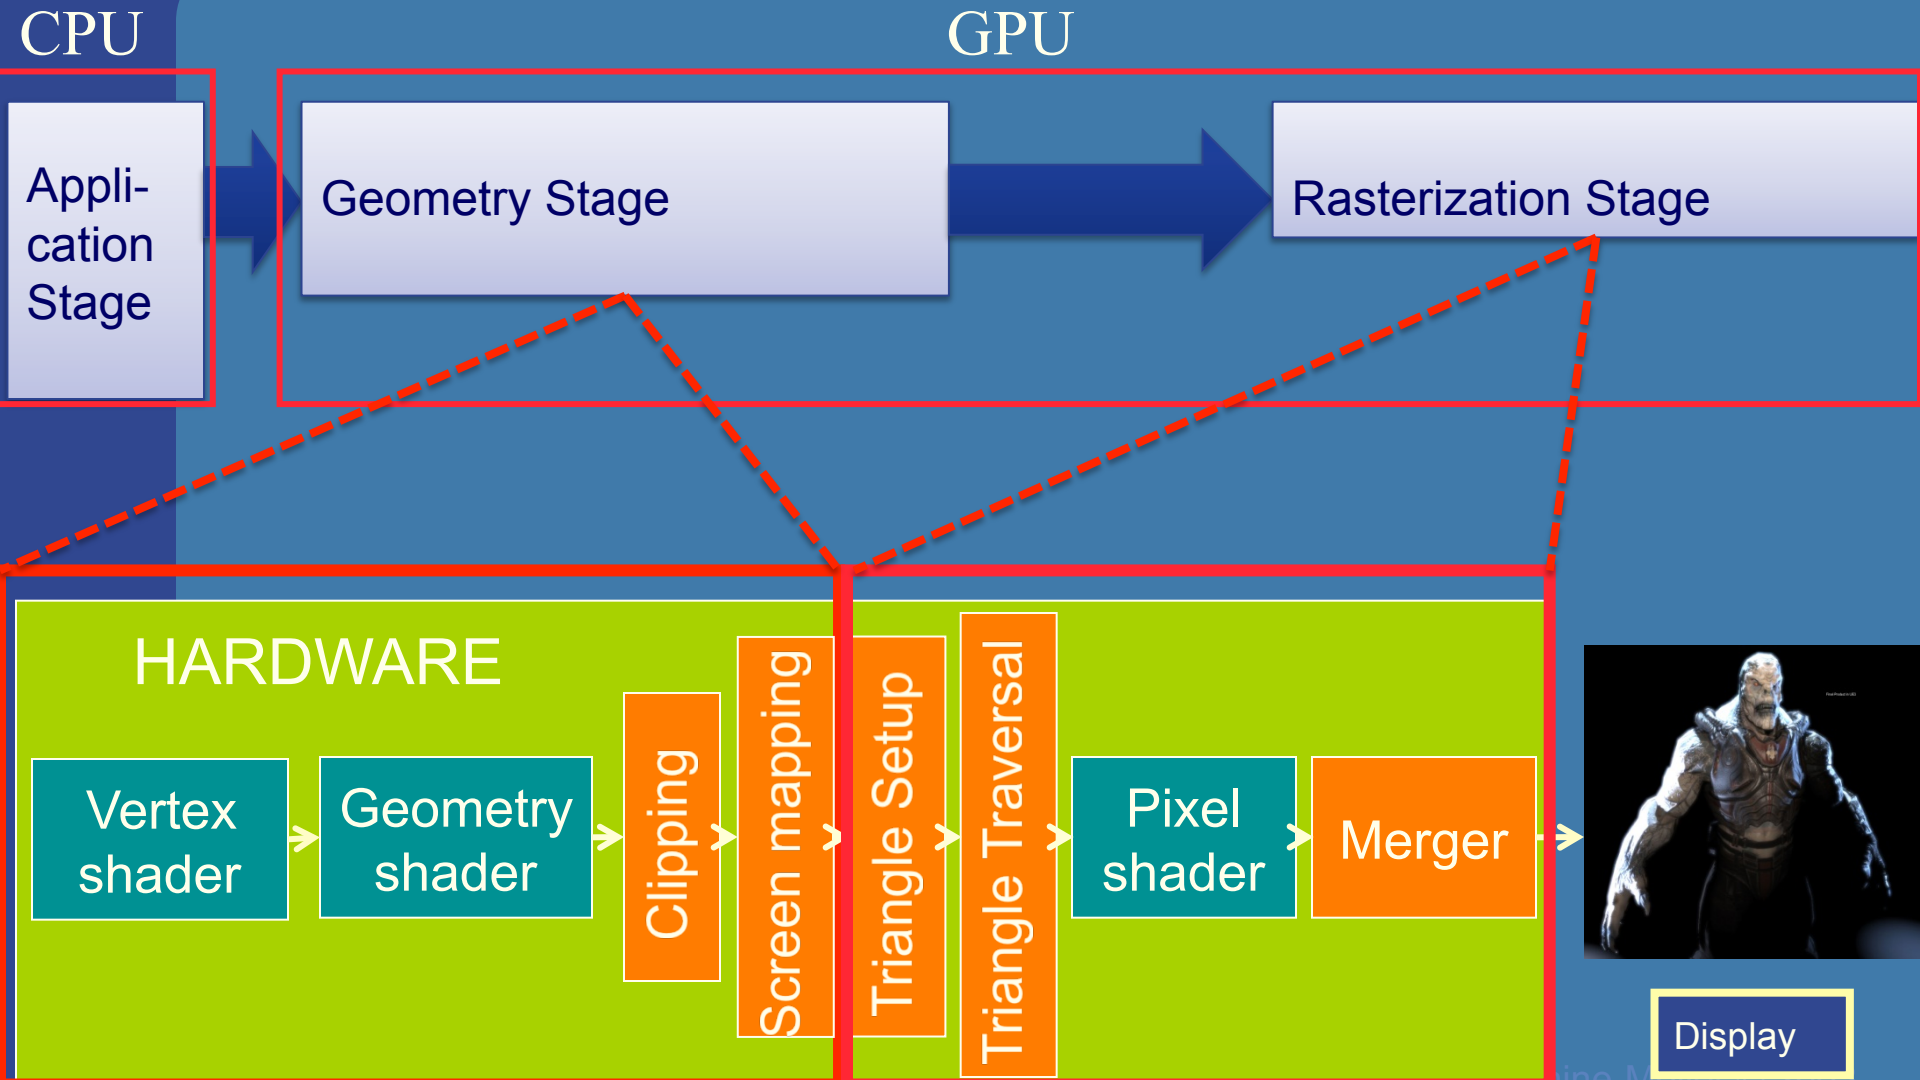 CPU
GPU
Appli-
cation
Stage
Geometry Stage
Rasterization Stage
HARDWARE
Vertex
shader
Geometry
shader
Clipping
Screen mapping
Triangle Setup
Triangle Traversal
Pixel
shader
Merger
Display